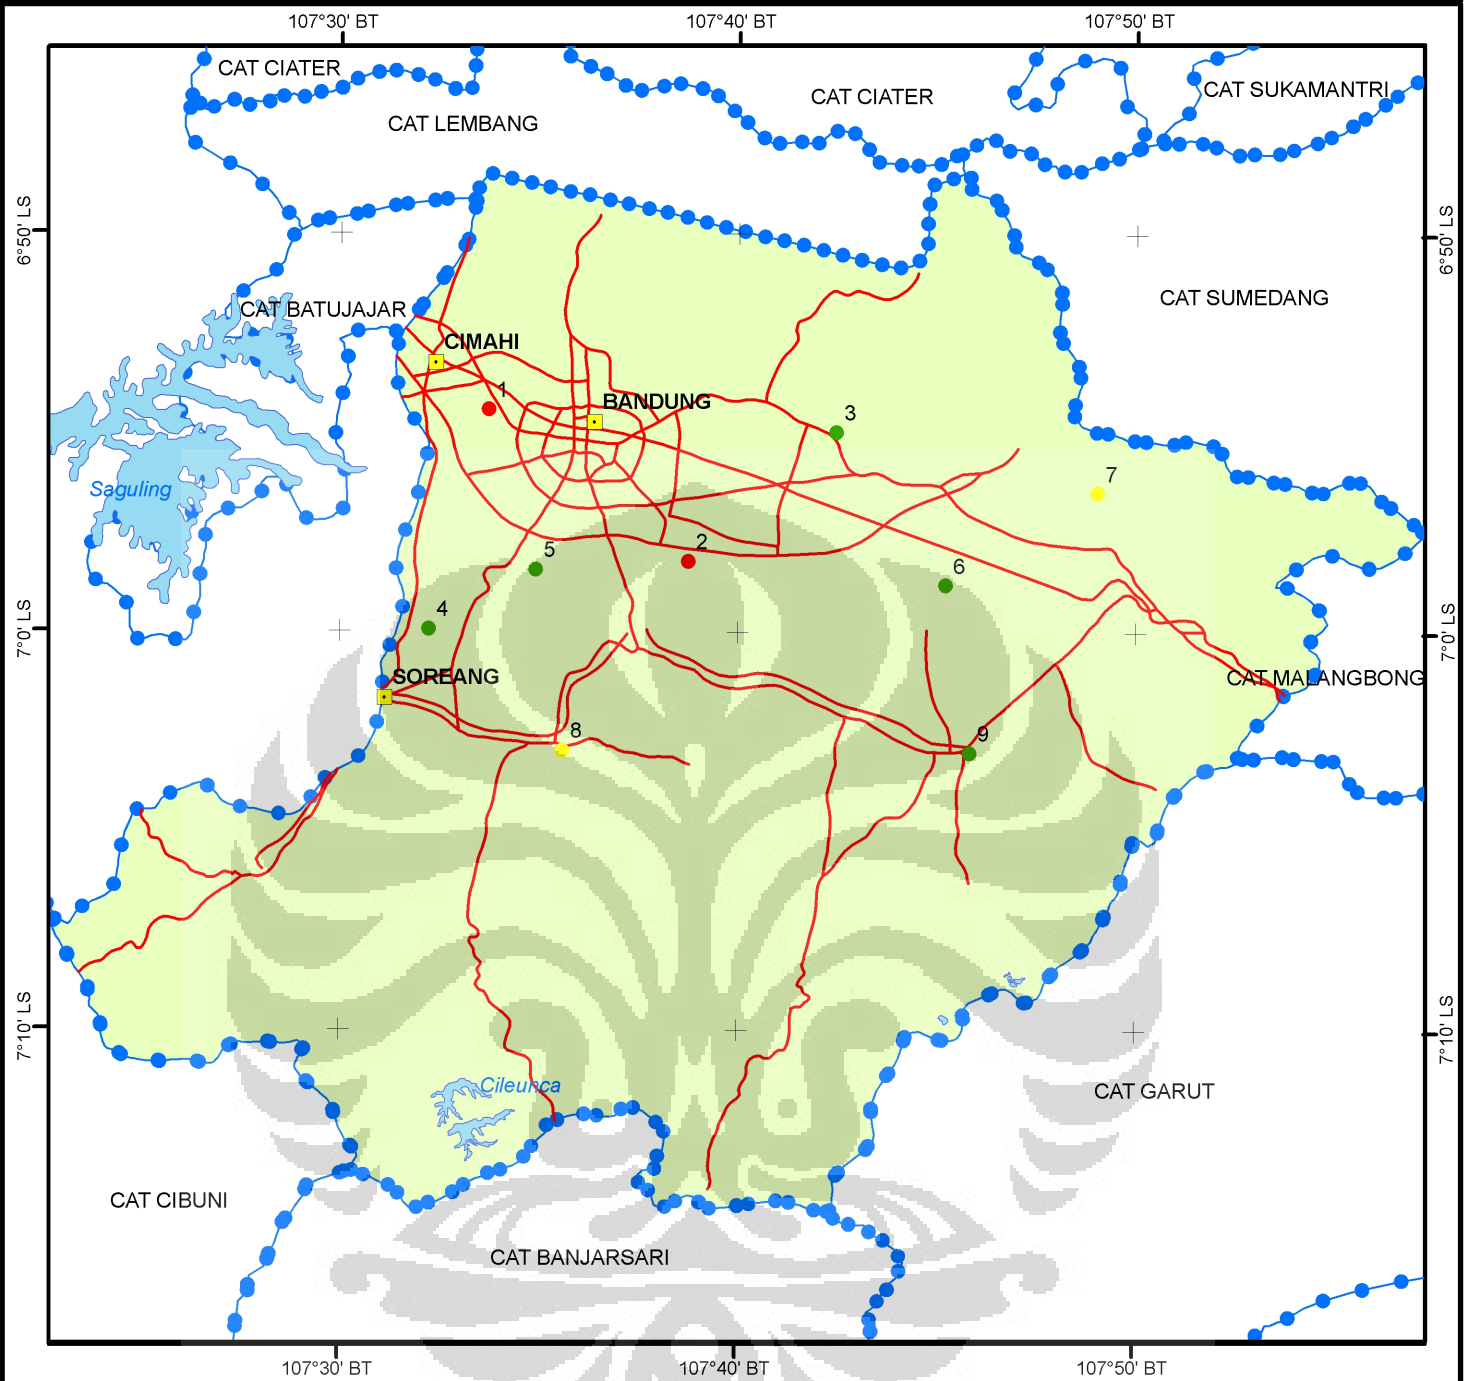 107°30' BT
107°40' BT
107°50' BT
CAT CIATER
CAT SUKAMANTRI
CAT CIATER
CAT LEMBANG
6°50' LS
6°50' LS
CAT SUMEDANG
CAT BATUJAJAR
CIMAHI
1
BANDUNG
3
7
Saguling
5
2
6
4
7°0' LS
7°0' LS
SOREANG
CAT MALANGBONG
8
9
7°10' LS
7°10' LS
Cileunca
CAT GARUT
CAT CIBUNI
CAT BANJARSARI
107°30' BT
107°40' BT
107°50' BT